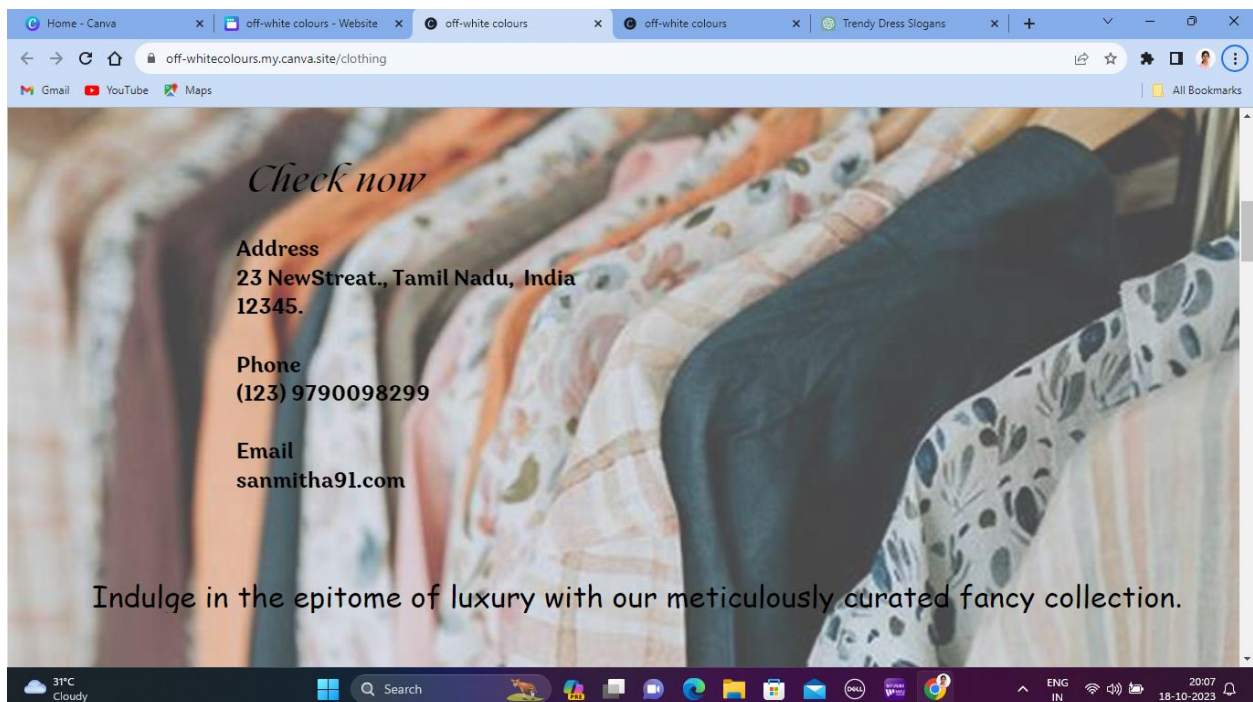 Home - Canva
off-white colours - Website
off-white colours
off-white colours
Trendy Dress Slogans
off-whitecolours.my.canva.site/clothing
Gmail
YouTube
Maps
All Bookmarks
Check now
Address
23 NewStreat., Tamil Nadu, India
12345.
Phone
(123) 9790098299
Email
sanmitha91.com
Indulge in the epitome of luxury with our meticulously curated fancy collection.
31°C
Cloudy
Search
PRE
DELL
ENG
IN
20:07
18-10-2023